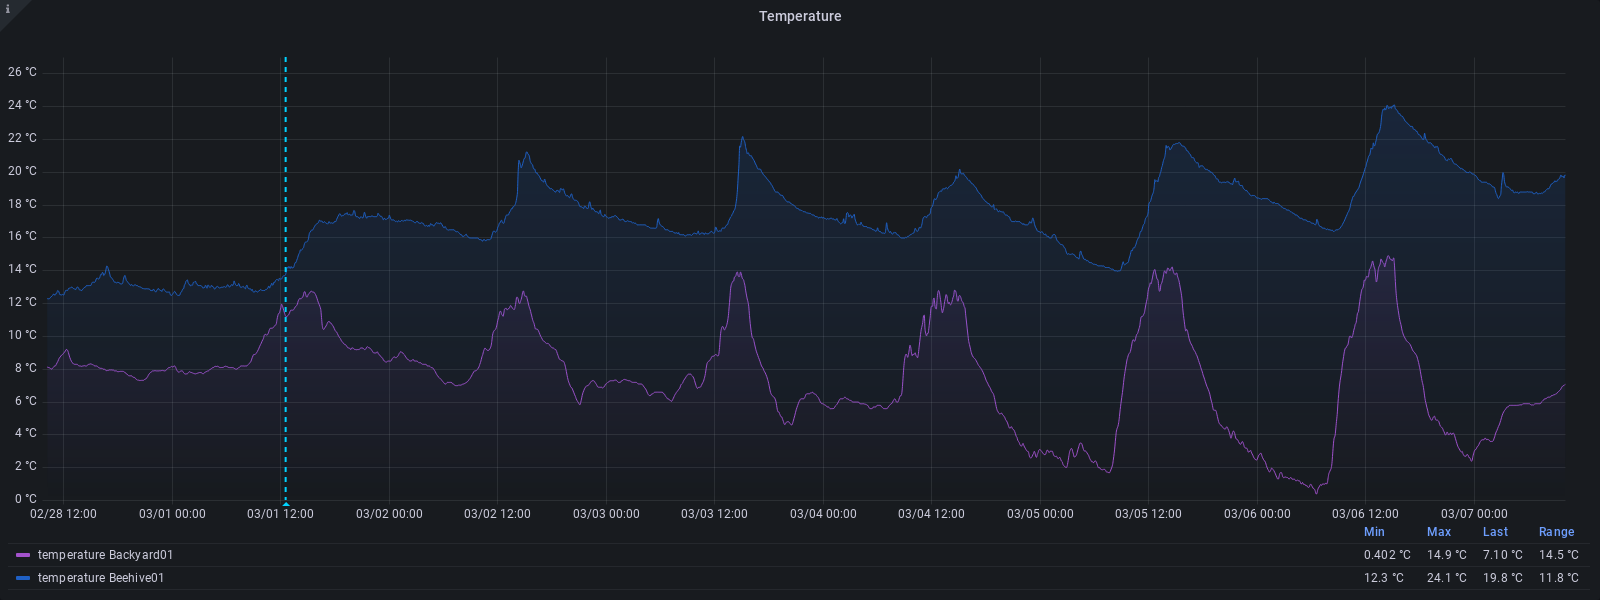 i
Temperature
26 °C
24 °C
22 °C
20 °C
18 °C
16 °C
14 °C
12 °C
10 °C
8 °C
6 °C
4 °C
2 °C
0 °C
02/28 12:00 03/01 00:00 03/01 12:00 03/02 00:00 03/02 12:00 03/03 00:00 03/03 12:00 03/04 00:00 03/04 12:00 03/05 00:00 03/05 12:00 03/06 00:00 03/06 12:00 03/07 00:00
Min Max Last Range
temperature Backyard01 0.402 °C 14.9 °C 7.10 °C 14.5 °C
temperature Beehive01 12.3 °C 24.1 °C 19.8 °C 11.8 °C